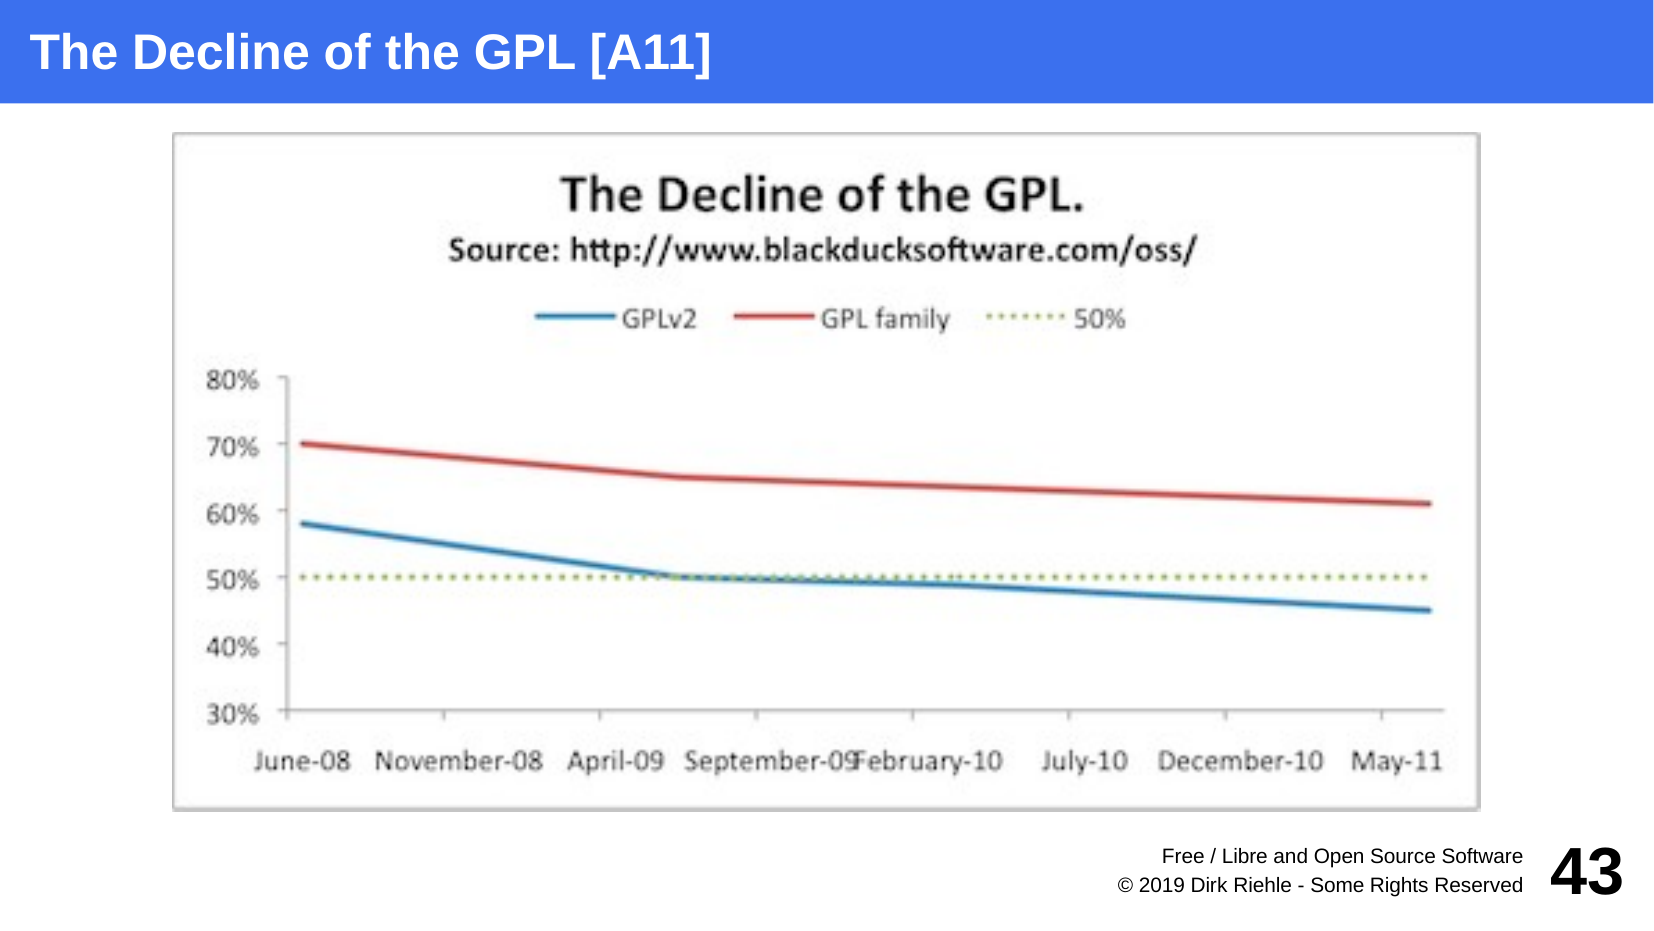 The Decline of the GPL [A11]
The Decline of the GPL.
Source: http://www.blackducksoftware.com/oss/
GPLv2 GPL family 50%
80%
70%
60%
50%
40%
30%
June-08 November-08 April-09 September-09 February-10 July-10 December-10 May-11
Free / Libre and Open Source Software
© 2019 Dirk Riehle - Some Rights Reserved
43